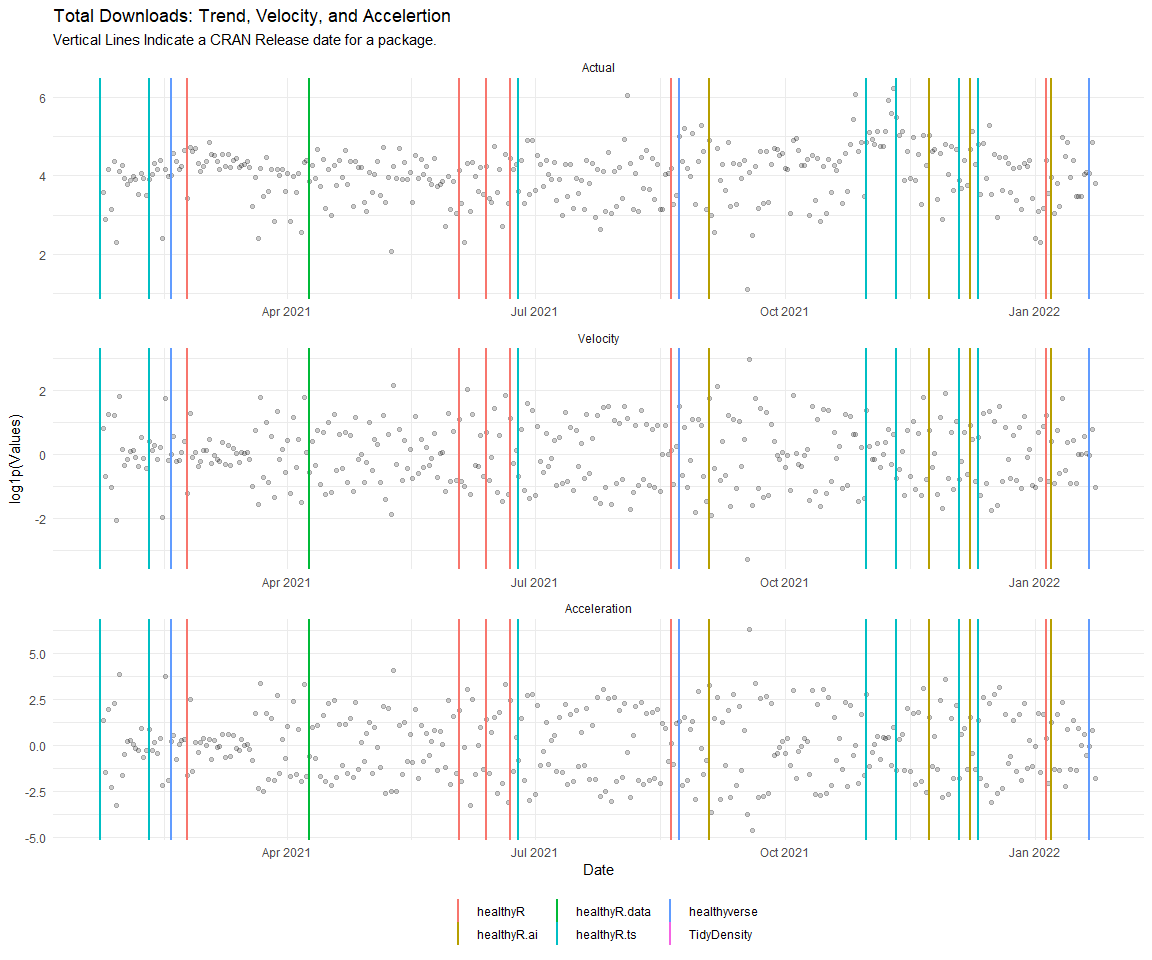 Total Downloads: Trend, Velocity, and Accelertion
Vertical Lines Indicate a CRAN Release date for a package.
Actual
6
4
2
Apr 2021 Jul 2021 Oct 2021 Jan 2022
Velocity
2
0
-2
Apr 2021 Jul 2021 Oct 2021 Jan 2022
log1p(Values)
Acceleration
5.0
2.5
0.0
-2.5
-5.0
Apr 2021 Jul 2021 Oct 2021 Jan 2022
Date
healthyR healthyR.data healthyverse
healthyR.ai healthyR.ts TidyDensity